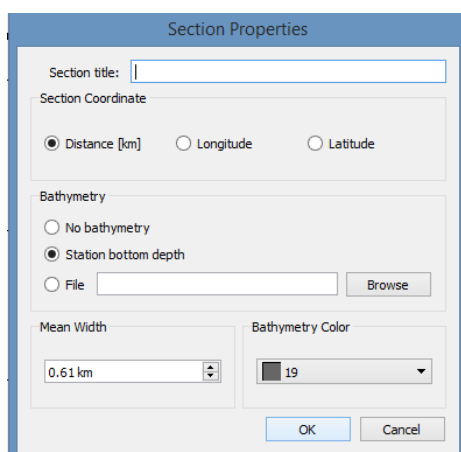 Section Properties
Section title:
Section Coordinate
Distance [km] Longitude Latitude
Bathymetry
No bathymetry
Station bottom depth
File Browse
Mean Width Bathymetry Color
0.61 km 19
OK Cancel